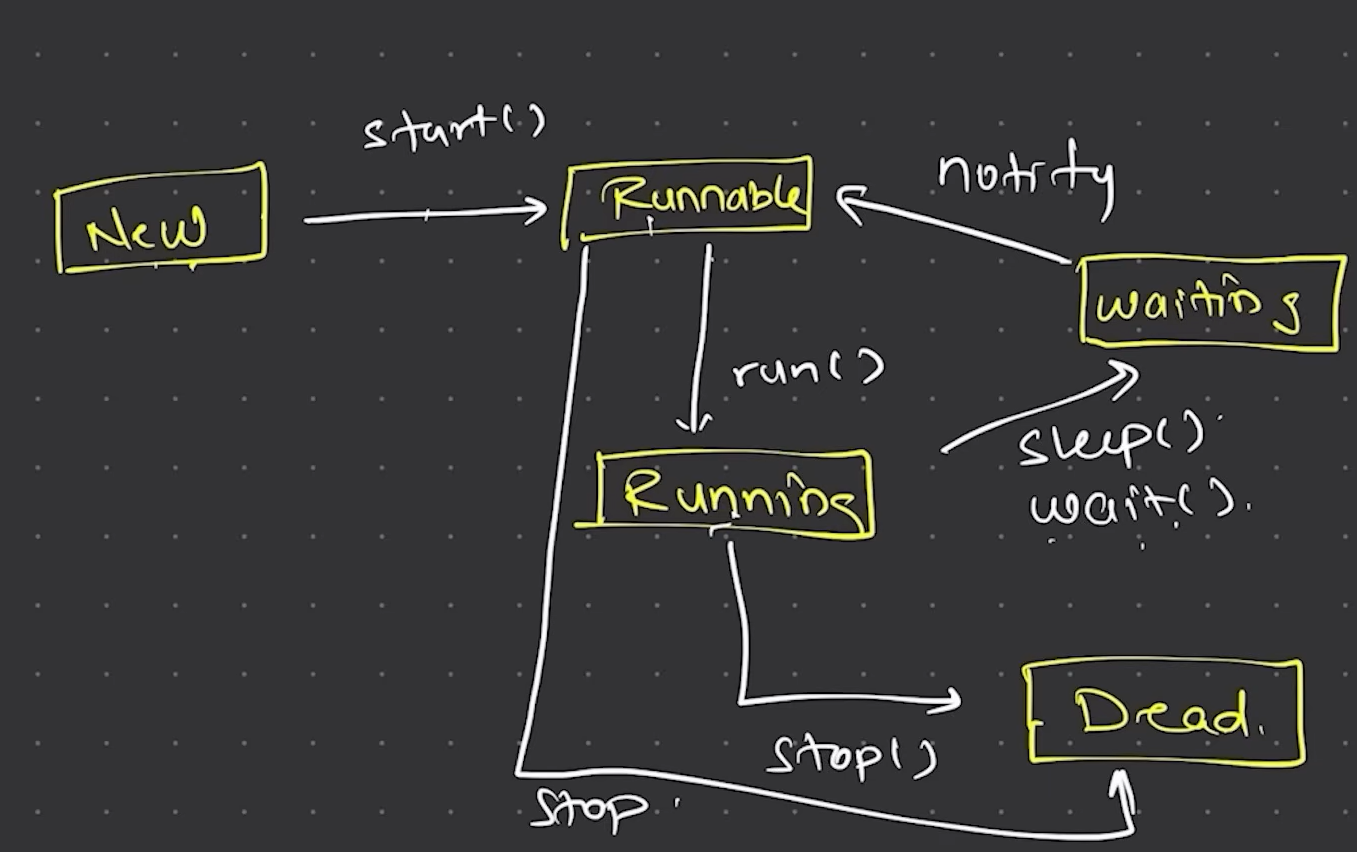 start()
notify
New
Runnable
waiting
run()
sleep()
wait().
Running
Dead.
stop()
stop.